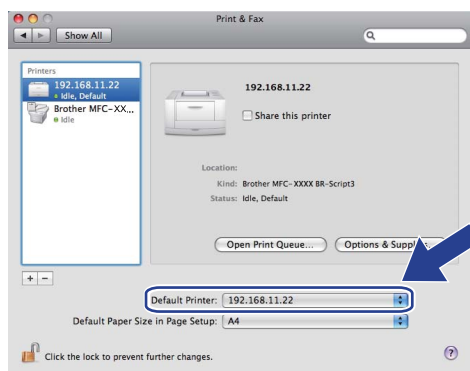 Print & Fax
Show All
Printers
192.168.11.22
Idle, Default
Brother MFC-XX...
Idle
192.168.11.22
Share this printer
Location:
Kind: Brother MFC-XXXX BR-Script3
Status: Idle, Default
Open Print Queue... Options &
+ -
Default Printer: 192.168.11.22
Default Paper Size in Page Setup: A4
Click the lock to prevent further changes.
?